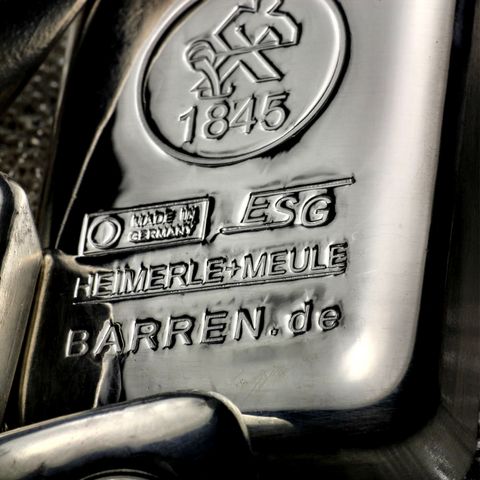 1845
MADE IN
GERMANY
ESG
HEIMERLE+MEULE
BARREN.de